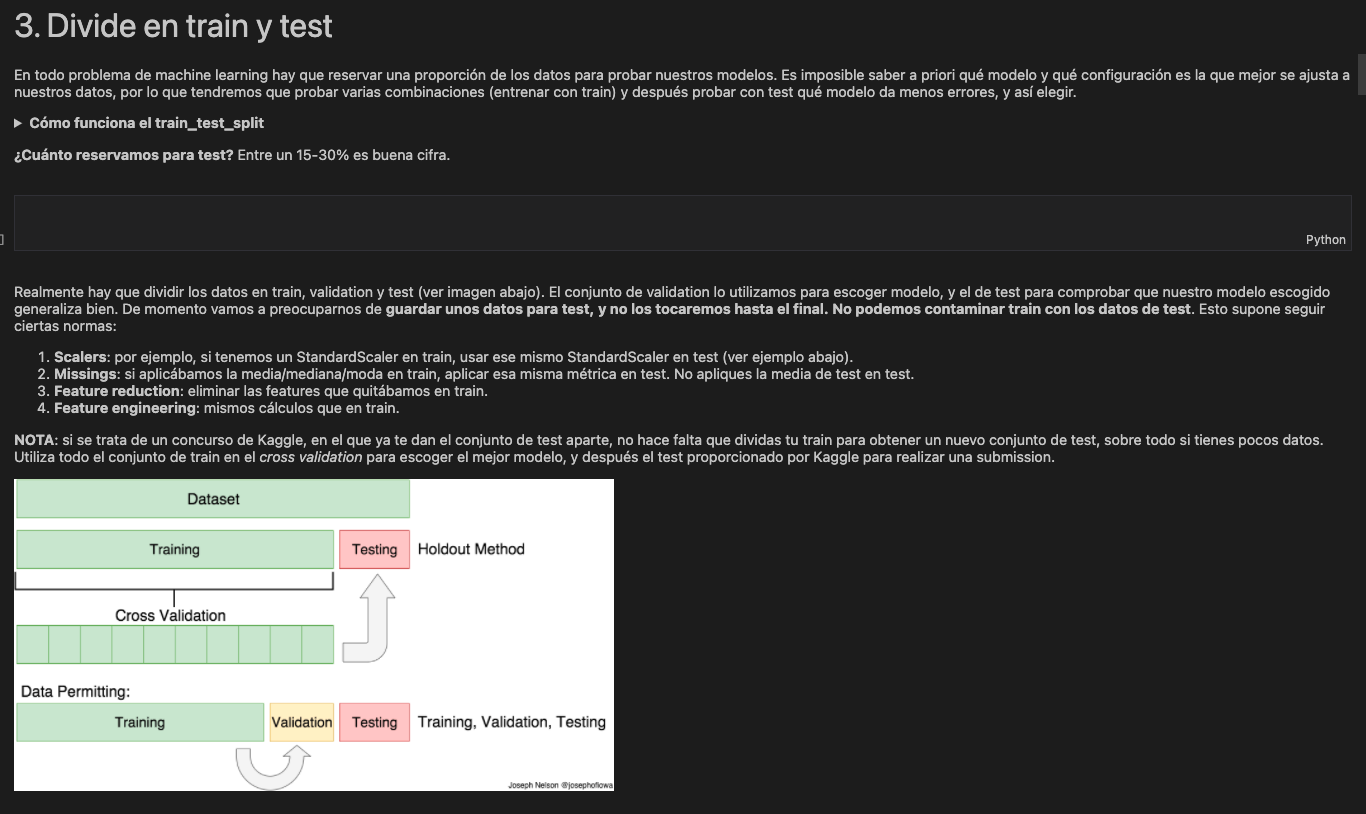 3. Divide en train y test
En todo problema de machine learning hay que reservar una proporción de los datos para probar nuestros modelos. Es imposible saber a priori qué modelo y qué configuración es la que mejor se ajusta a
nuestros datos, por lo que tendremos que probar varias combinaciones (entrenar con train) y después probar con test qué modelo da menos errores, y así elegir.
Cómo funciona el train_test_split
¿Cuánto reservamos para test? Entre un 15-30% es buena cifra.
Python
Realmente hay que dividir los datos en train, validation y test (ver imagen abajo). El conjunto de validation lo utilizamos para escoger modelo, y el de test para comprobar que nuestro modelo escogido
generaliza bien. De momento vamos a preocuparnos de guardar unos datos para test, y no los tocaremos hasta el final. No podemos contaminar train con los datos de test. Esto supone seguir
ciertas normas:
1. Scalers: por ejemplo, si tenemos un StandardScaler en train, usar ese mismo StandardScaler en test (ver ejemplo abajo).
2. Missings: si aplicábamos la media/mediana/moda en train, aplicar esa misma métrica en test. No apliques la media de test en test.
3. Feature reduction: eliminar las features que quitábamos en train.
4. Feature engineering: mismos cálculos que en train.
NOTA: si se trata de un concurso de Kaggle, en el que ya te dan el conjunto de test aparte, no hace falta que dividas tu train para obtener un nuevo conjunto de test, sobre todo si tienes pocos datos.
Utiliza todo el conjunto de train en el cross validation para escoger el mejor modelo, y después el test proporcionado por Kaggle para realizar una submission.
Dataset
Training Testing Holdout Method
Cross Validation
Data Permitting:
Training Validation Testing Training, Validation, Testing
Joseph Nelson @josephofiowa